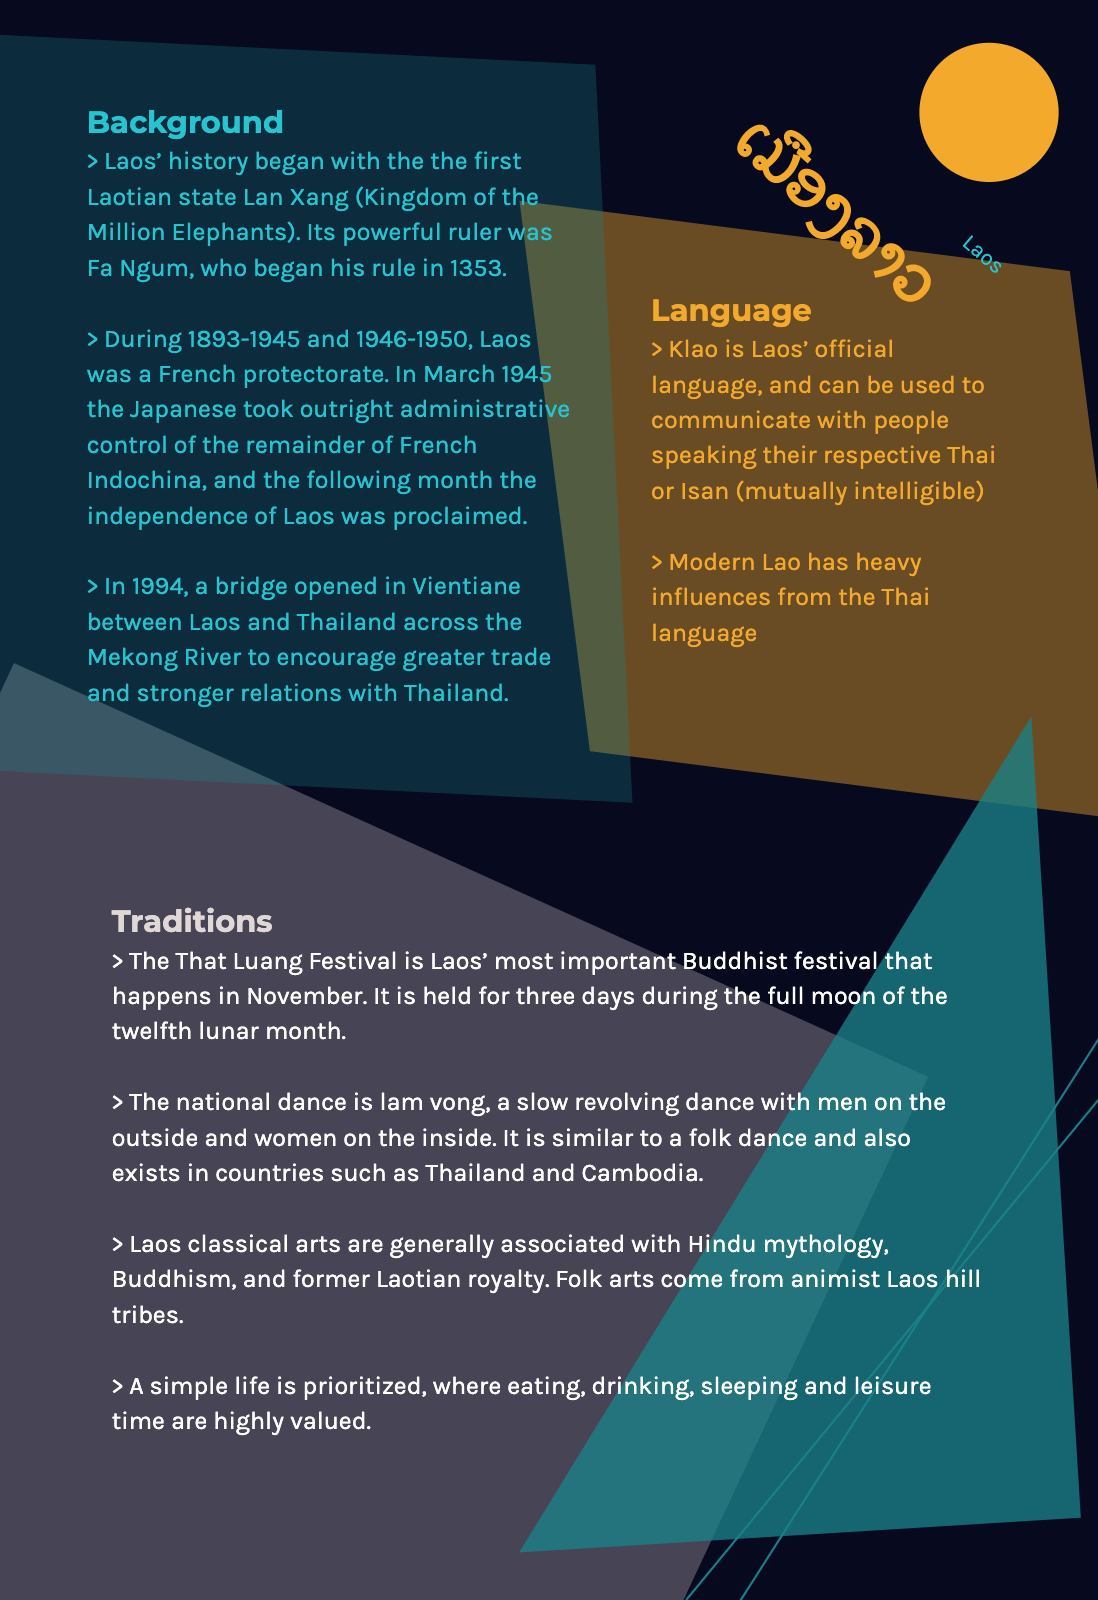 Background
> Laos’ history began with the the first
Laotian state Lan Xang (Kingdom of the
Million Elephants). Its powerful ruler was
Fa Ngum, who began his rule in 1353.
> During 1893-1945 and 1946-1950, Laos
was a French protectorate. In March 1945
the Japanese took outright administrative
control of the remainder of French
Indochina, and the following month the
independence of Laos was proclaimed.
> In 1994, a bridge opened in Vientiane
between Laos and Thailand across the
Mekong River to encourage greater trade
and stronger relations with Thailand.
ເມືອງລາວ
Laos
Language
> Klao is Laos’ official
language, and can be used to
communicate with people
speaking their respective Thai
or Isan (mutually intelligible)
> Modern Lao has heavy
influences from the Thai
language
Traditions
> The That Luang Festival is Laos’ most important Buddhist festival that
happens in November. It is held for three days during the full moon of the
twelfth lunar month.
> The national dance is lam vong, a slow revolving dance with men on the
outside and women on the inside. It is similar to a folk dance and also
exists in countries such as Thailand and Cambodia.
> Laos classical arts are generally associated with Hindu mythology,
Buddhism, and former Laotian royalty. Folk arts come from animist Laos hill
tribes.
> A simple life is prioritized, where eating, drinking, sleeping and leisure
time are highly valued.